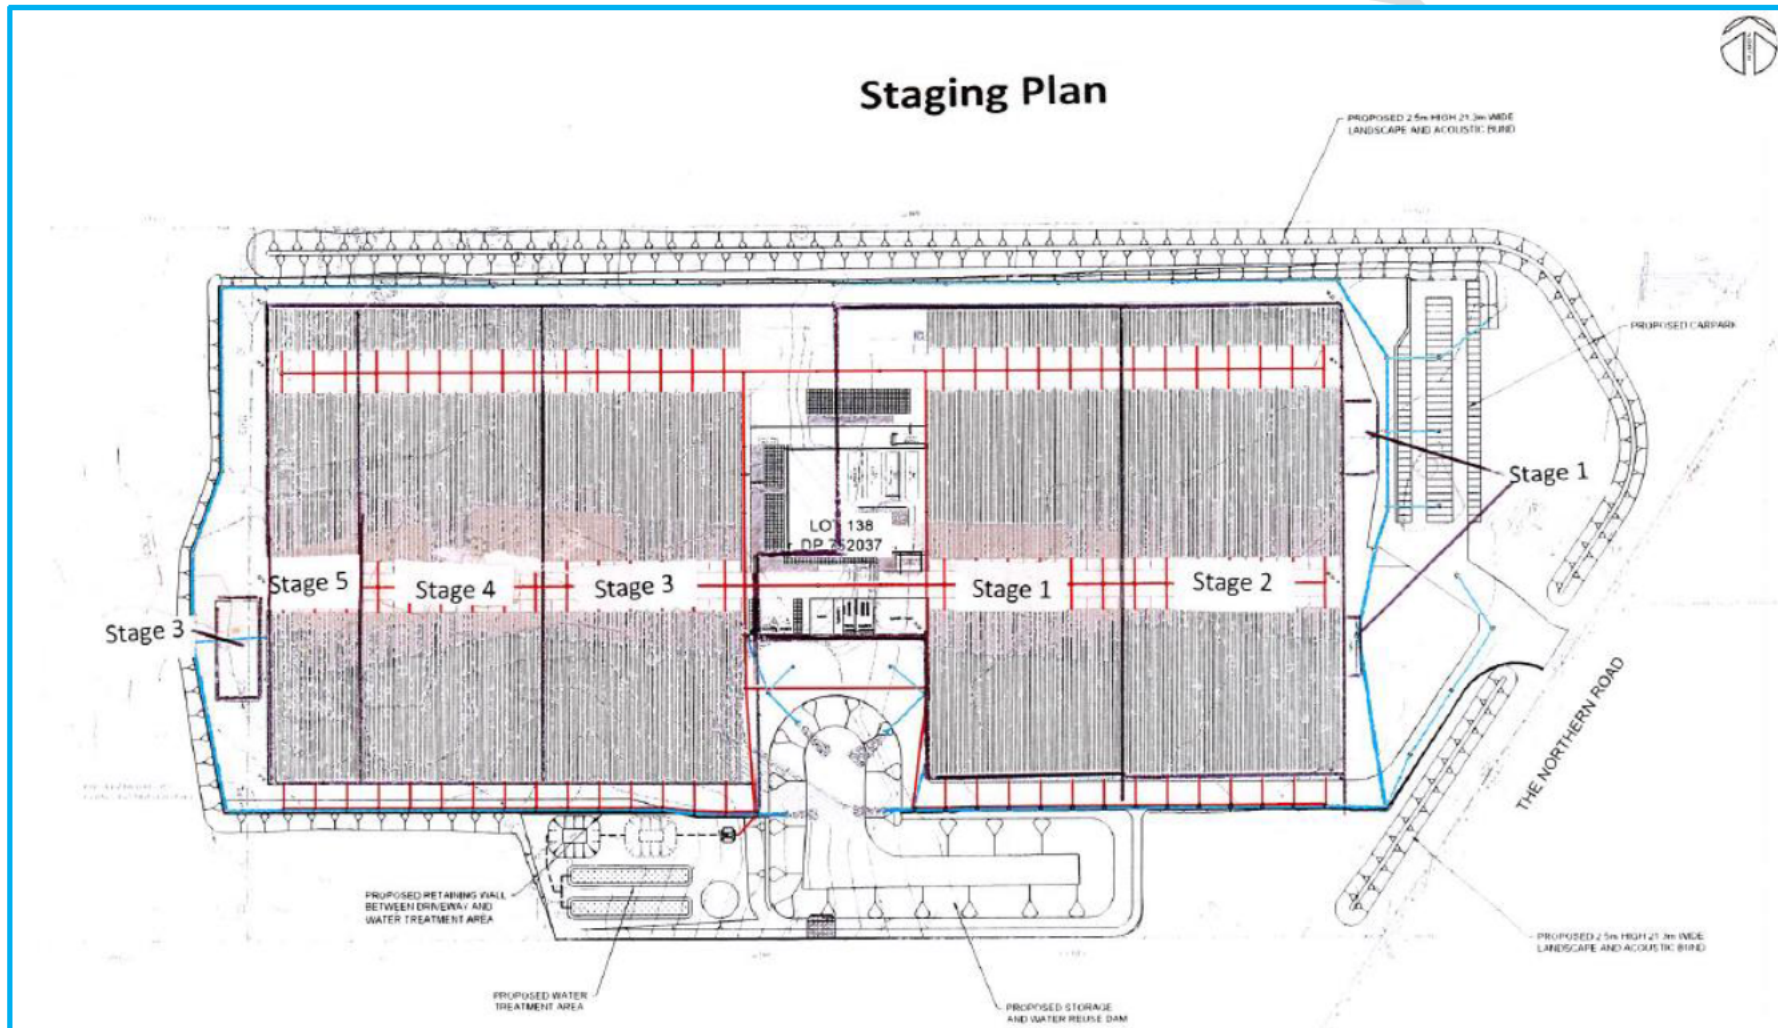 Staging Plan
PROPOSED 2.5m HIGH 21.3m WIDE
LANDSCAPE AND ACOUSTIC BUND
PROPOSED CARPARK
Stage 1
LOT 138
DP 752037
Stage 5
Stage 4
Stage 3
Stage 1
Stage 2
Stage 3
THE NORTHERN ROAD
PROPOSED RETAINING WALL
BETWEEN DRIVEWAY AND
WATER TREATMENT AREA
PROPOSED 2.5m HIGH 21.3m WIDE
LANDSCAPE AND ACOUSTIC BUND
PROPOSED WATER
TREATMENT AREA
PROPOSED STORAGE
AND WATER REUSE DAM